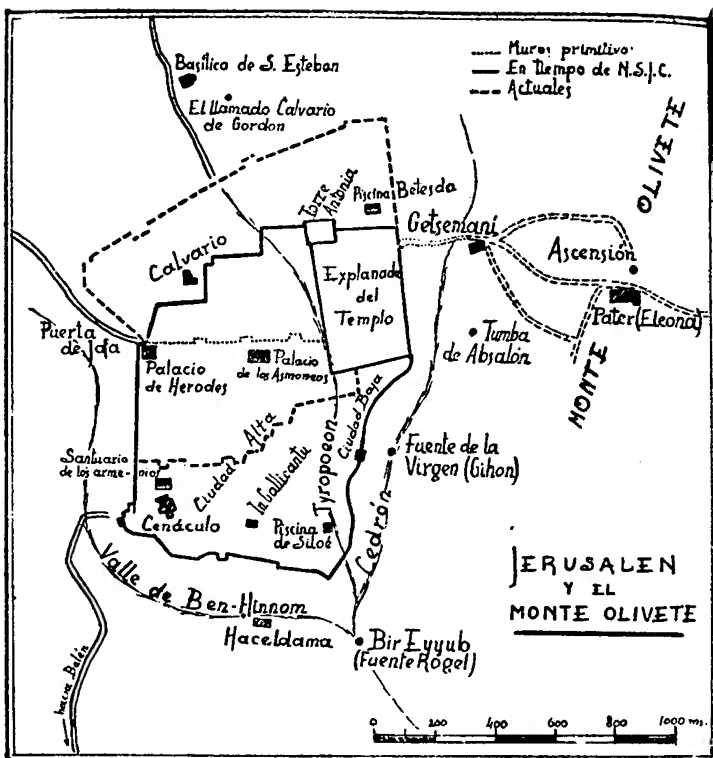 Muros primitivos
En Tiempo de N.S.J.C.
Actuales
Basílica de S. Esteban
El llamado Calvario
de Gordon
OLIVETE
Torre
Antonia
Piscina Betesda
Getsemaní
Ascensión
Calvario
Explanada
del
Templo
Pater (Eleona)
Puerta
de Jafa
Palacio
de Herodes
Palacio
de los Asmoneos
Tumba
de Absalón
MONTE
Ciudad Alta
Ciudad Baja
Santuario
de los armenios
In Gallicantu
Tyropoeon
Fuente de la
Virgen (Gihon)
Cenáculo
Piscina
de Siloé
Cedrón
Valle de Ben-Hinnom
Haceldama
JERUSALEN
Y EL
MONTE OLIVETE
Bir Eyyub
(Fuente Rogel)
hacia Belén
0 200 400 600 800 1000 m.